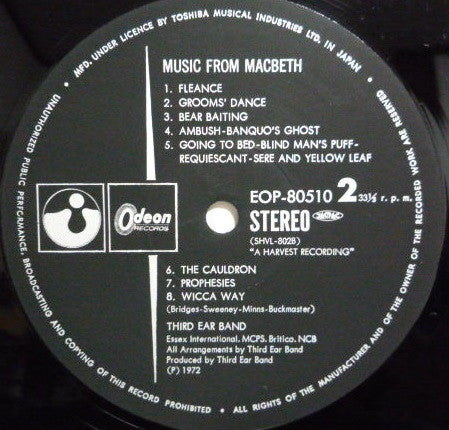 MFD. UNDER LICENCE BY TOSHIBA MUSICAL INDUSTRIES LTD. IN JAPAN
ALL RIGHTS OF THE MANUFACTURER AND OF THE OWNER OF THE RECORDED WORK ARE RESERVED
UNAUTHORIZED PUBLIC PERFORMANCE, BROADCASTING AND COPYING OF THIS RECORD PROHIBITED
MUSIC FROM MACBETH
1. FLEANCE
2. GROOMS' DANCE
3. BEAR BAITING
4. AMBUSH-BANQUO'S GHOST
5. GOING TO BED-BLIND MAN'S PUFF-
REQUIESCANT-SERE AND YELLOW LEAF
Odeon
RECORDS
EOP-80510 2 33⅓ r. p. m.
STEREO
(SHVL-8028)
"A HARVEST RECORDING"
6. THE CAULDRON
7. PROPHESIES
8. WICCA WAY
(Bridges-Sweeney-Minns-Buckmaster)
THIRD EAR BAND
Essex International. MCPS. Britico. NCB
All Arrangements by Third Ear Band
Produced by Third Ear Band
(P) 1972